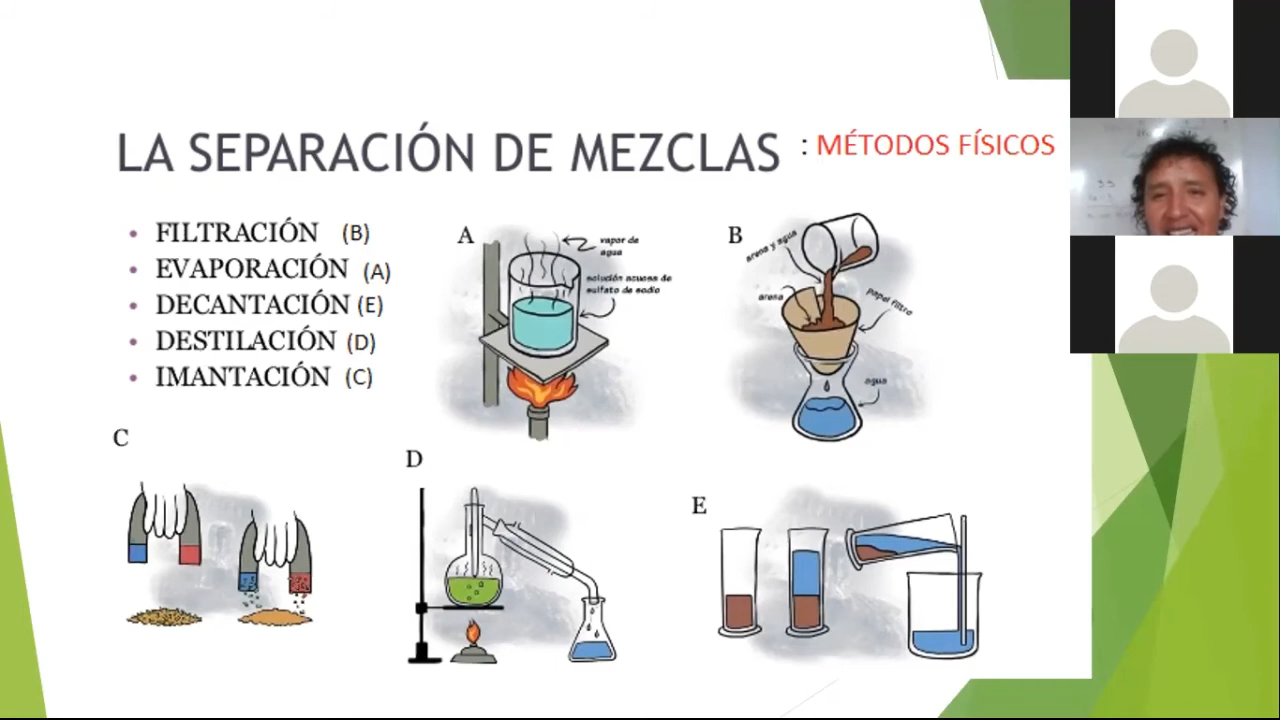 LA SEPARACIÓN DE MEZCLAS : MÉTODOS FÍSICOS
• FILTRACIÓN (B)
• EVAPORACIÓN (A)
• DECANTACIÓN (E)
• DESTILACIÓN (D)
• IMANTACIÓN (C)
A
vapor de
agua
solución acuosa de
sulfato de sodio
B
arena y agua
arena
papel filtro
agua
C
D
E